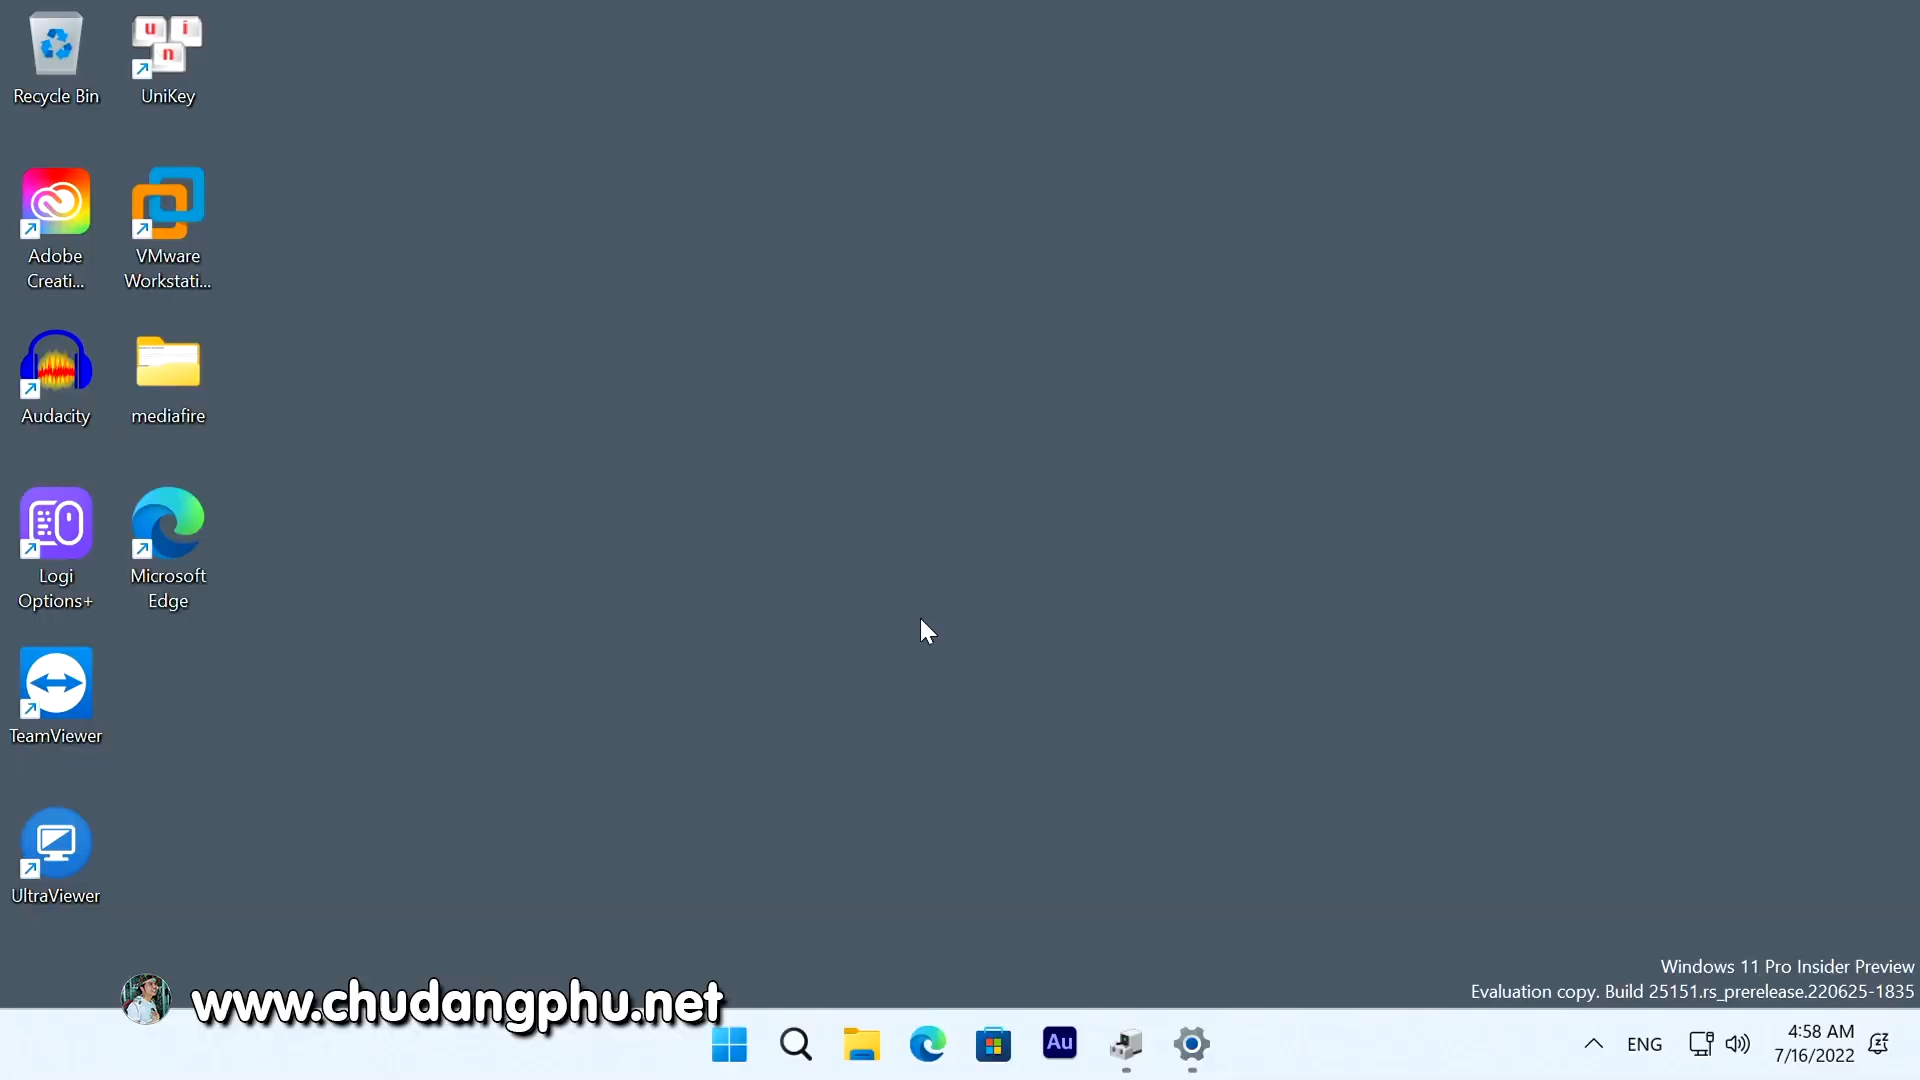 Recycle Bin
u i n
UniKey
Adobe
Creati...
VMware
Workstati...
Audacity
mediafire
Logi
Options+
Microsoft
Edge
TeamViewer
UltraViewer
Windows 11 Pro Insider Preview
Evaluation copy. Build 25151.rs_prerelease.220625-1835
www.chudangphu.net
Au
ENG
4:58 AM
7/16/2022